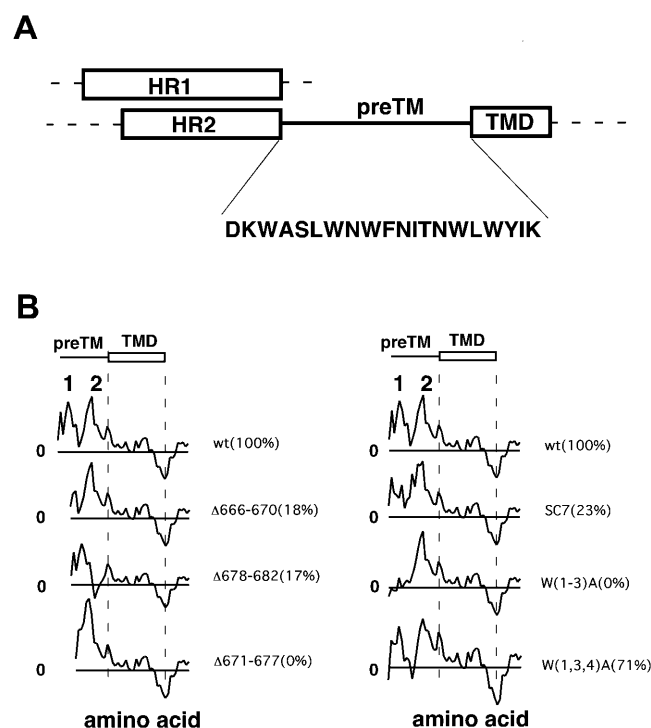 A
HR1
HR2
preTM
TMD
DKWASLWNWFNITNWLWYIK
B
preTM TMD
1 2
0 wt(100%)
0 Δ666-670(18%)
0 Δ678-682(17%)
0 Δ671-677(0%)
amino acid
preTM TMD
1 2
0 wt(100%)
0 SC7(23%)
0 W(1-3)A(0%)
0 W(1,3,4)A(71%)
amino acid